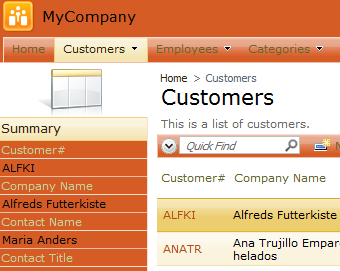 MyCompany
Home Customers Employees Categories
Home > Customers
Customers
This is a list of customers.
Quick Find
Summary
Customer#
ALFKI
Company Name
Alfreds Futterkiste
Contact Name
Maria Anders
Contact Title
Customer# Company Name
ALFKI Alfreds Futterkiste
ANATR Ana Trujillo Empar
helados